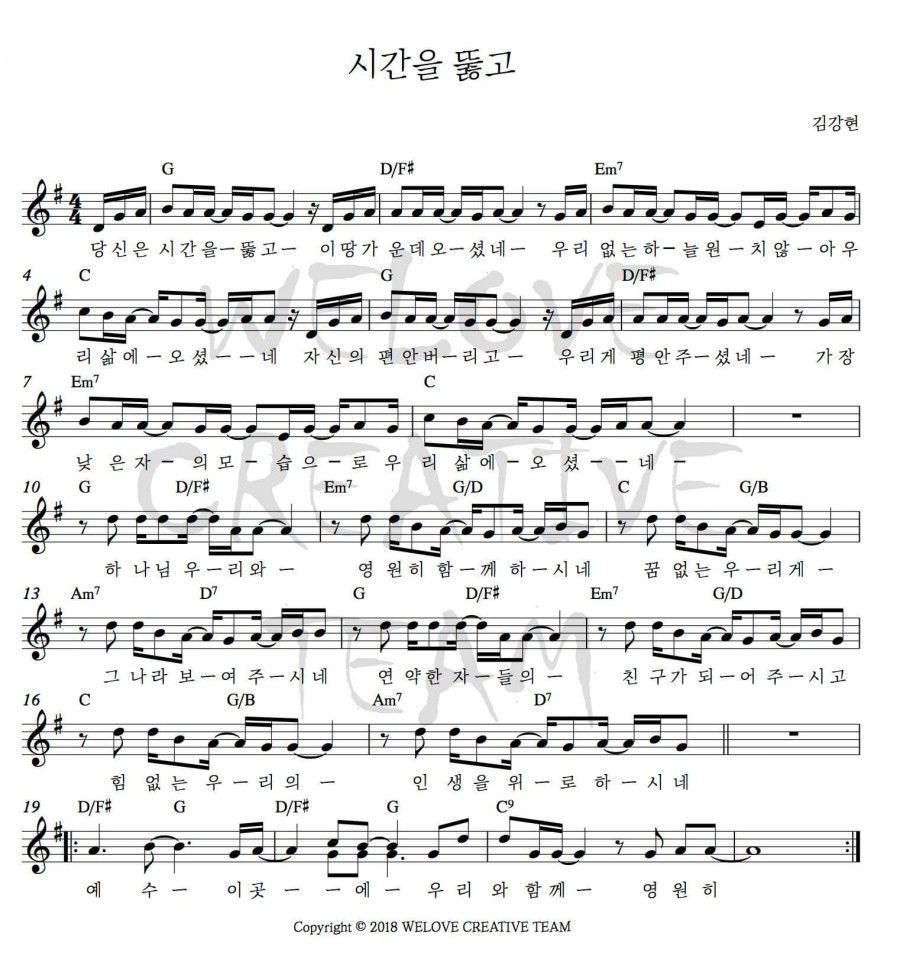 시간을 뚫고
김강현
G D/F# Em7
4/4
당신은 시간을-뚫고- 이땅가 운데오-셨네- 우리 없는하-늘원-치않-아우
4 C G D/F#
리삶에-오셨--네 자신의 편안버-리고- 우리게 평안주-셨네- 가장
7 Em7 C
낮은자--의모-습으-로우리 삶에-오셨--네-
10 G D/F# Em7 G/D C G/B
하나님 우-리와- 영원히 함-께 하-시네 꿈없는 우-리게-
13 Am7 D7 G D/F# Em7 G/D
그나라 보-여 주-시네 연약한 자-들의- 친구가 되-어 주-시고
16 C G/B Am7 D7
힘없는 우-리의- 인생을 위-로 하-시네
19 D/F# G D/F# G C9
예 수- 이곳--에- 우리 와 함께- 영원히
WELOVE
CREATIVE
TEAM
Copyright © 2018 WELOVE CREATIVE TEAM